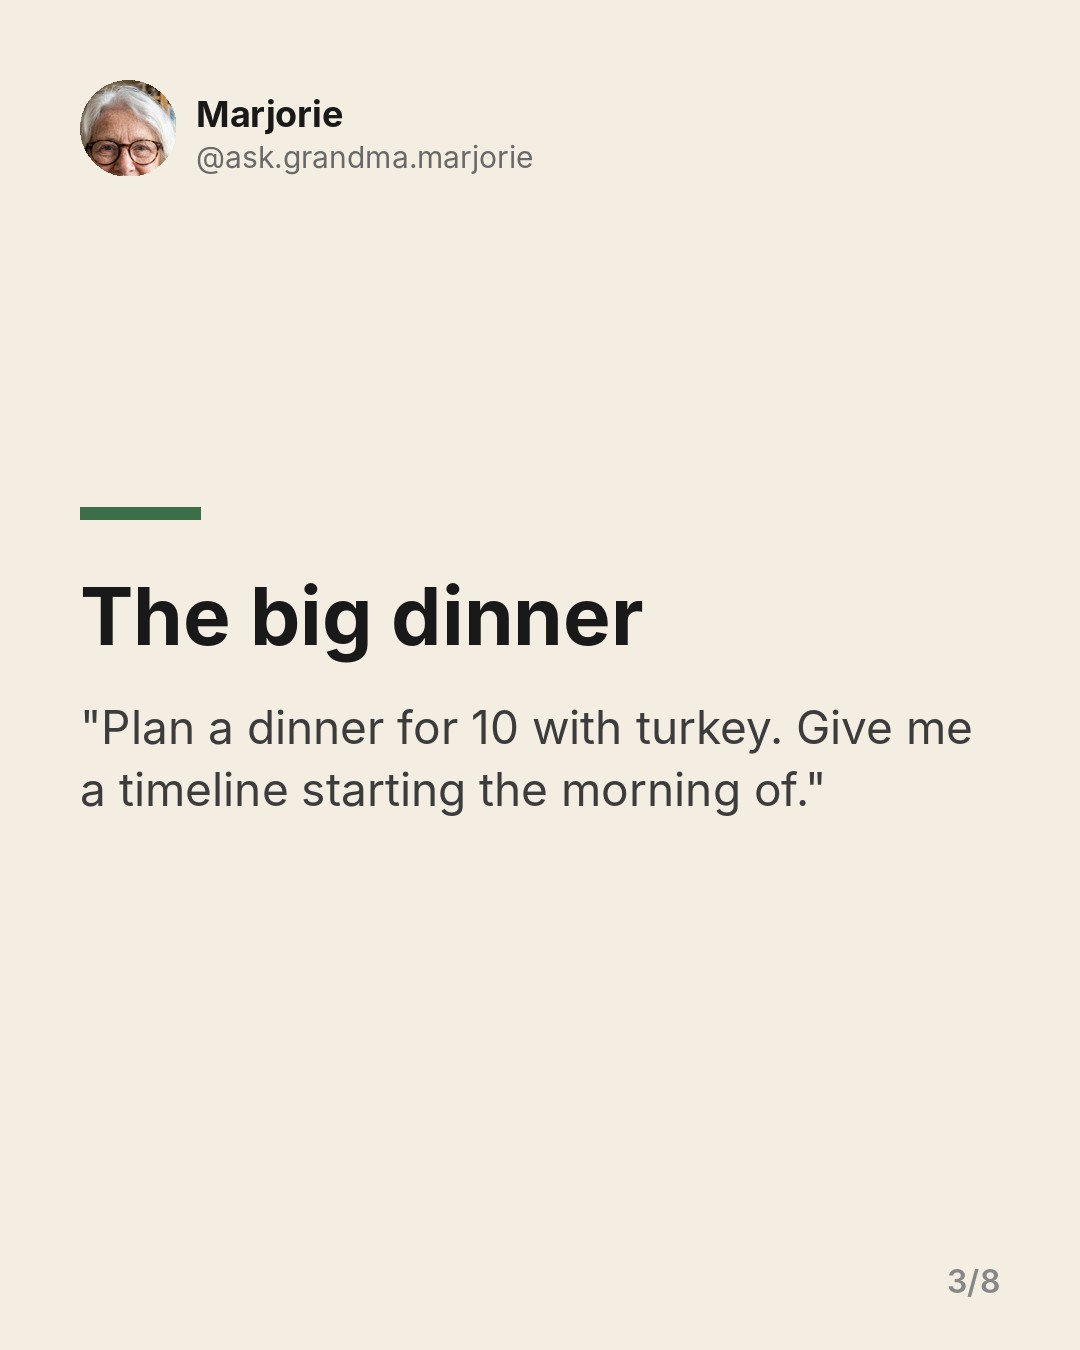 Marjorie
@ask.grandma.marjorie
The big dinner
"Plan a dinner for 10 with turkey. Give me
a timeline starting the morning of."
3/8